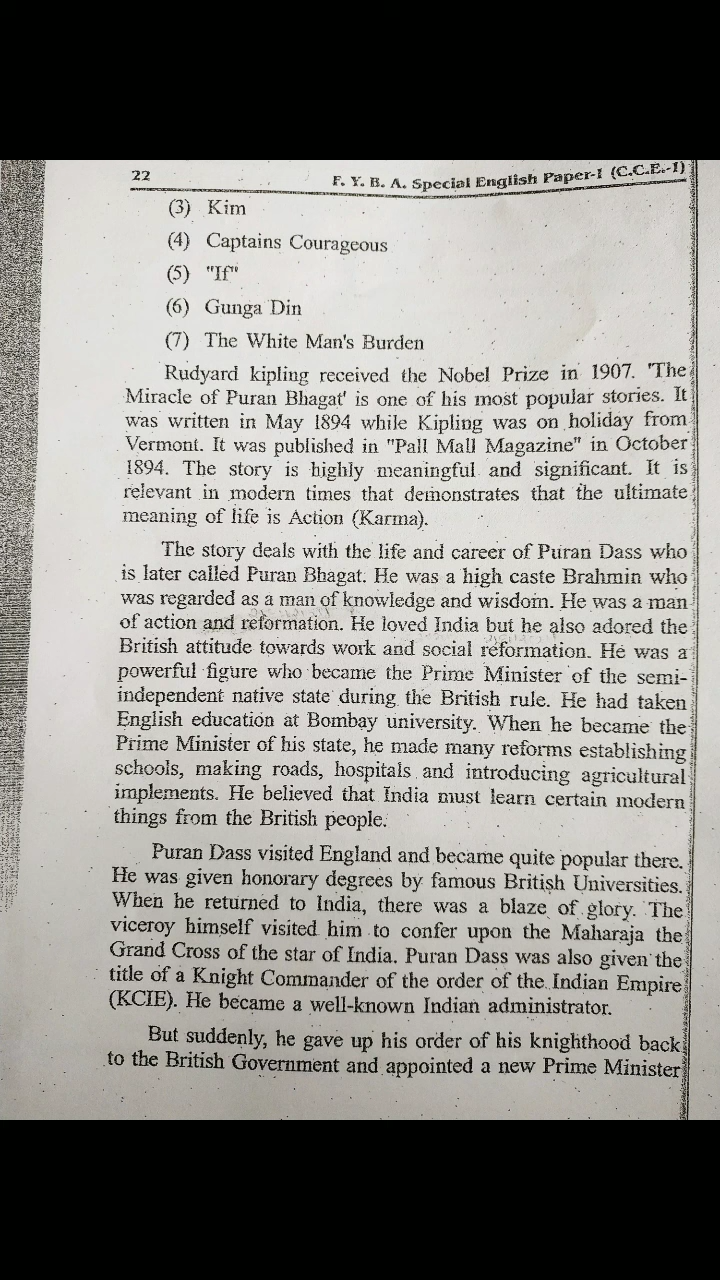 22
F. Y. B. A. Special English Paper-I (C.C.E.-I)
(3) Kim
(4) Captains Courageous
(5) "If"
(6) Gunga Din
(7) The White Man's Burden
Rudyard kipling received the Nobel Prize in 1907. 'The
Miracle of Puran Bhagat' is one of his most popular stories. It
was written in May 1894 while Kipling was on holiday from
Vermont. It was published in "Pall Mall Magazine" in October
1894. The story is highly meaningful and significant. It is
relevant in modern times that demonstrates that the ultimate
meaning of life is Action (Karma).
The story deals with the life and career of Puran Dass who
is later called Puran Bhagat. He was a high caste Brahmin who
was regarded as a man of knowledge and wisdom. He was a man
of action and reformation. He loved India but he also adored the
British attitude towards work and social reformation. He was a
powerful figure who became the Prime Minister of the semi-
independent native state during the British rule. He had taken
English education at Bombay university. When he became the
Prime Minister of his state, he made many reforms establishing
schools, making roads, hospitals and introducing agricultural
implements. He believed that India must learn certain modern
things from the British people.
Puran Dass visited England and became quite popular there.
He was given honorary degrees by famous British Universities.
When he returned to India, there was a blaze of glory. The
viceroy himself visited him to confer upon the Maharaja the
Grand Cross of the star of India. Puran Dass was also given the
title of a Knight Commander of the order of the Indian Empire
(KCIE). He became a well-known Indian administrator.
But suddenly, he gave up his order of his knighthood back
to the British Government and appointed a new Prime Minister